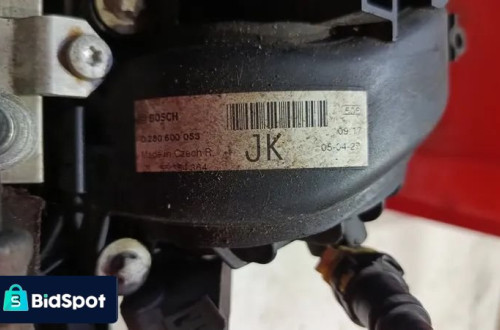 BOSCH
0 280 600 053
Made in Czech R.
JK
09:17
05-04-27
BidSpot